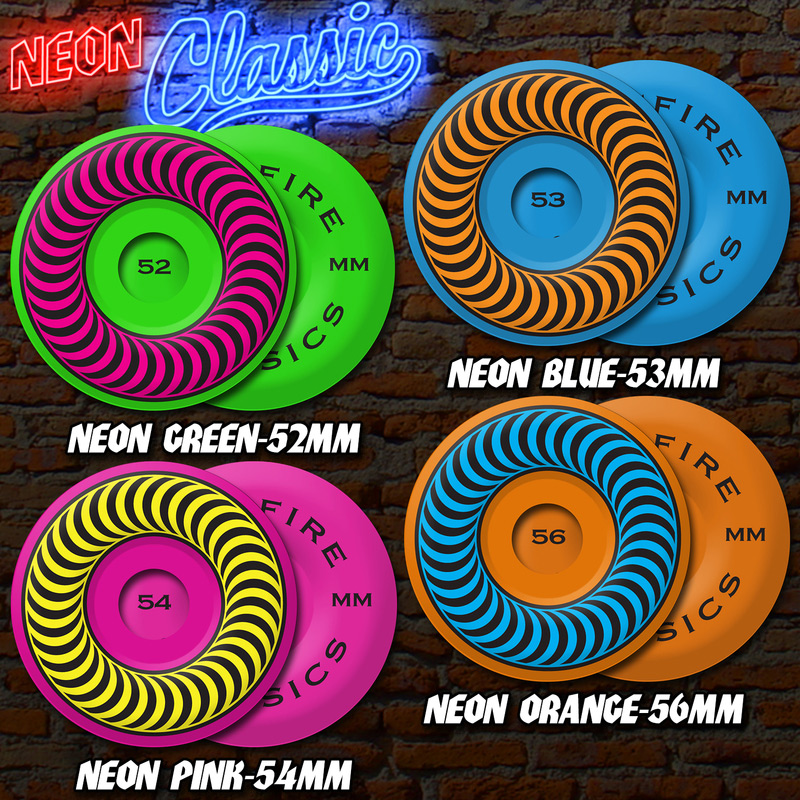 NEON Classic
FIRE
52
MM
SICS
NEON GREEN-52MM
FIRE
53
MM
SICS
NEON BLUE-53MM
FIRE
54
MM
SICS
NEON PINK-54MM
FIRE
56
MM
SICS
NEON ORANGE-56MM